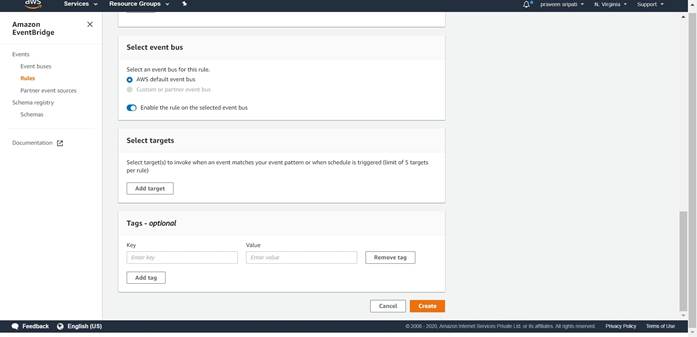 aws Services Resource Groups praveen sripati N. Virginia Support
Amazon
EventBridge
Events
Event buses
Rules
Partner event sources
Schema registry
Schemas
Documentation
Select event bus
Select an event bus for this rule.
AWS default event bus
Custom or partner event bus
Enable the rule on the selected event bus
Select targets
Select target(s) to invoke when an event matches your event pattern or when schedule is triggered (limit of 5 targets
per rule)
Add target
Tags - optional
Key Value
Enter key Enter value Remove tag
Add tag
Cancel Create
Feedback English (US) © 2008 - 2020, Amazon Internet Services Private Ltd. or its affiliates. All rights reserved. Privacy Policy Terms of Use